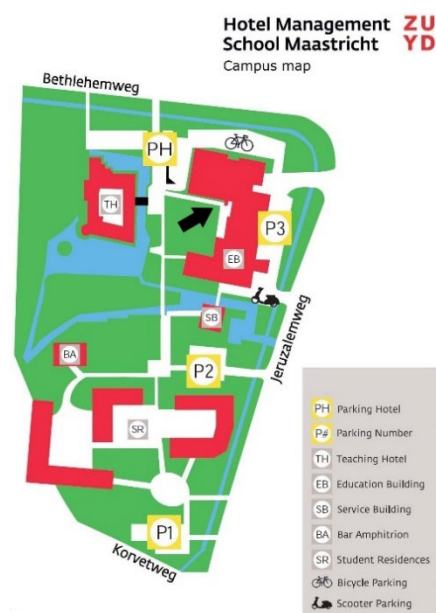 Hotel Management
School Maastricht
ZU
YD
Campus map
Bethlehemweg
PH
TH
P3
EB
SB
BA
P2
Jeruzalemweg
SR
P1
Korvetweg
PH Parking Hotel
P# Parking Number
TH Teaching Hotel
EB Education Building
SB Service Building
BA Bar Amphitrion
SR Student Residences
Bicycle Parking
Scooter Parking